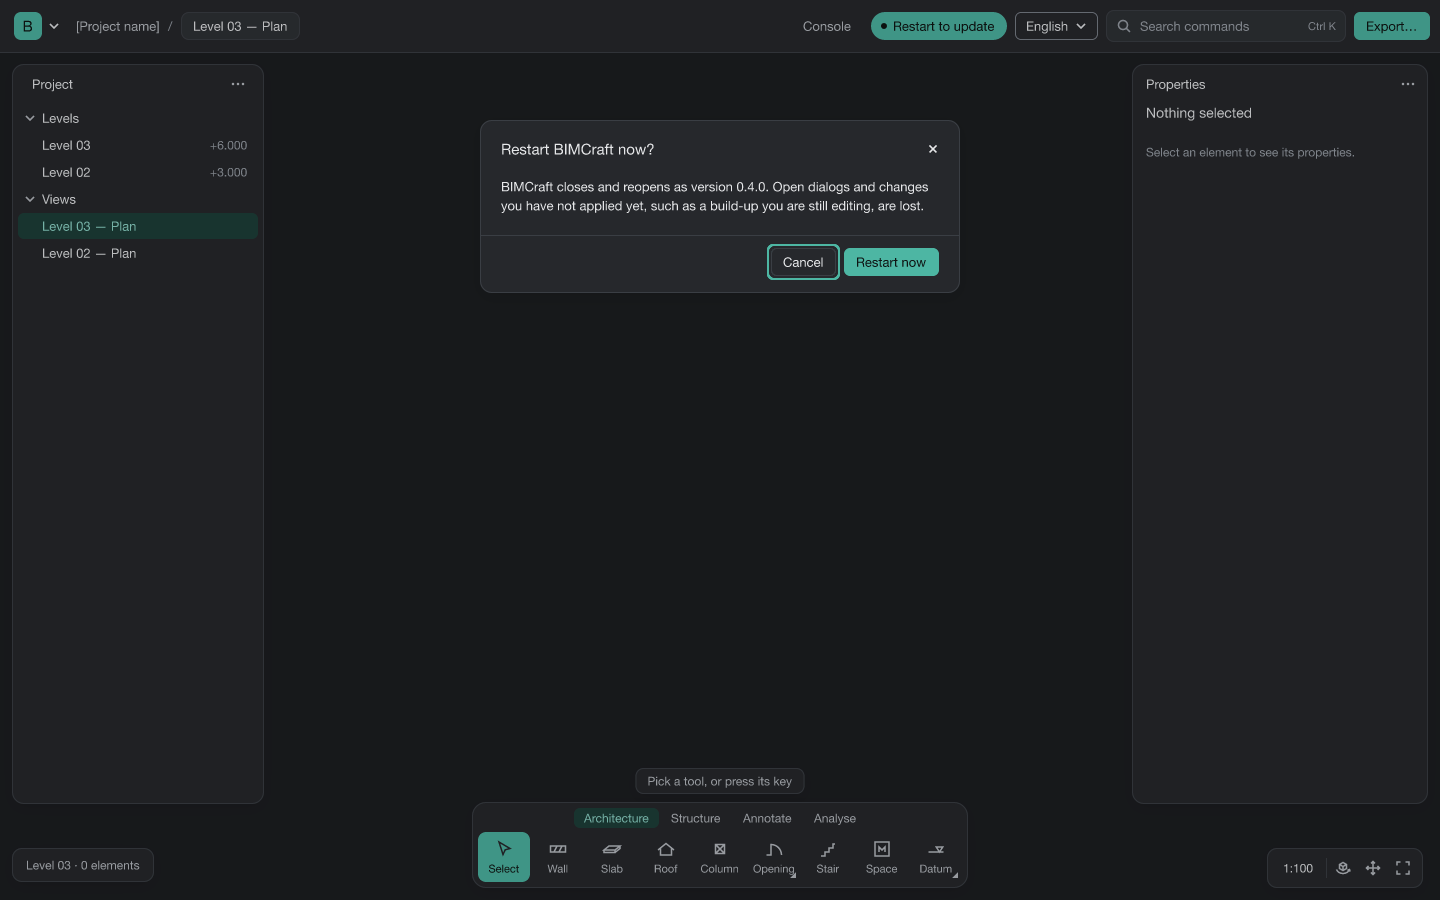 B
[Project name] / Level 03 — Plan
Console
Restart to update
English
Search commands Ctrl K
Export…
Project
Levels
Level 03 +6.000
Level 02 +3.000
Views
Level 03 — Plan
Level 02 — Plan
Restart BIMCraft now?
BIMCraft closes and reopens as version 0.4.0. Open dialogs and changes
you have not applied yet, such as a build-up you are still editing, are lost.
Cancel
Restart now
Properties
Nothing selected
Select an element to see its properties.
Pick a tool, or press its key
Architecture Structure Annotate Analyse
Select Wall Slab Roof Column Opening Stair Space Datum
Level 03 · 0 elements
1:100